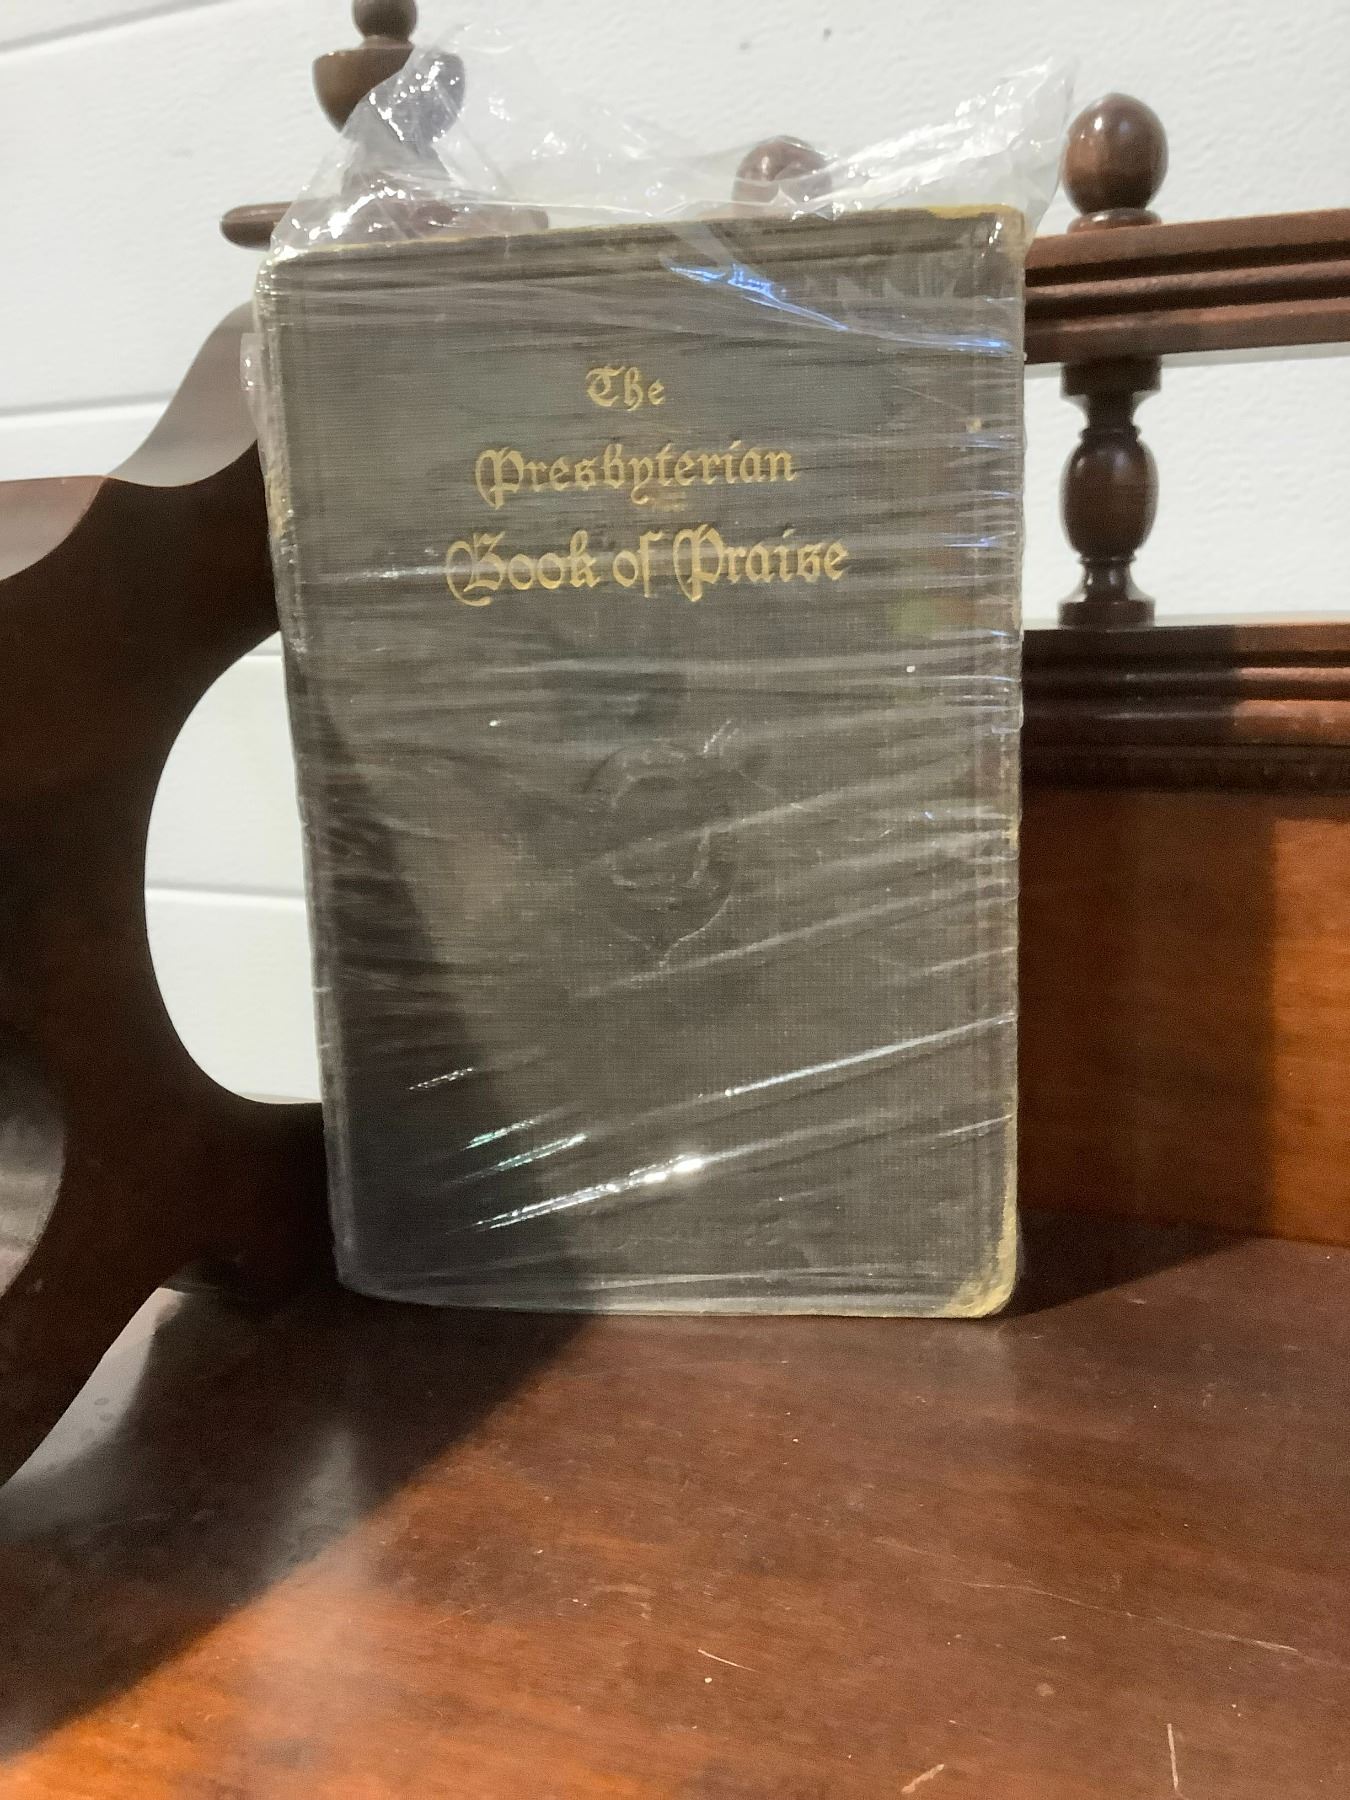 The
Presbyterian
Book of Praise